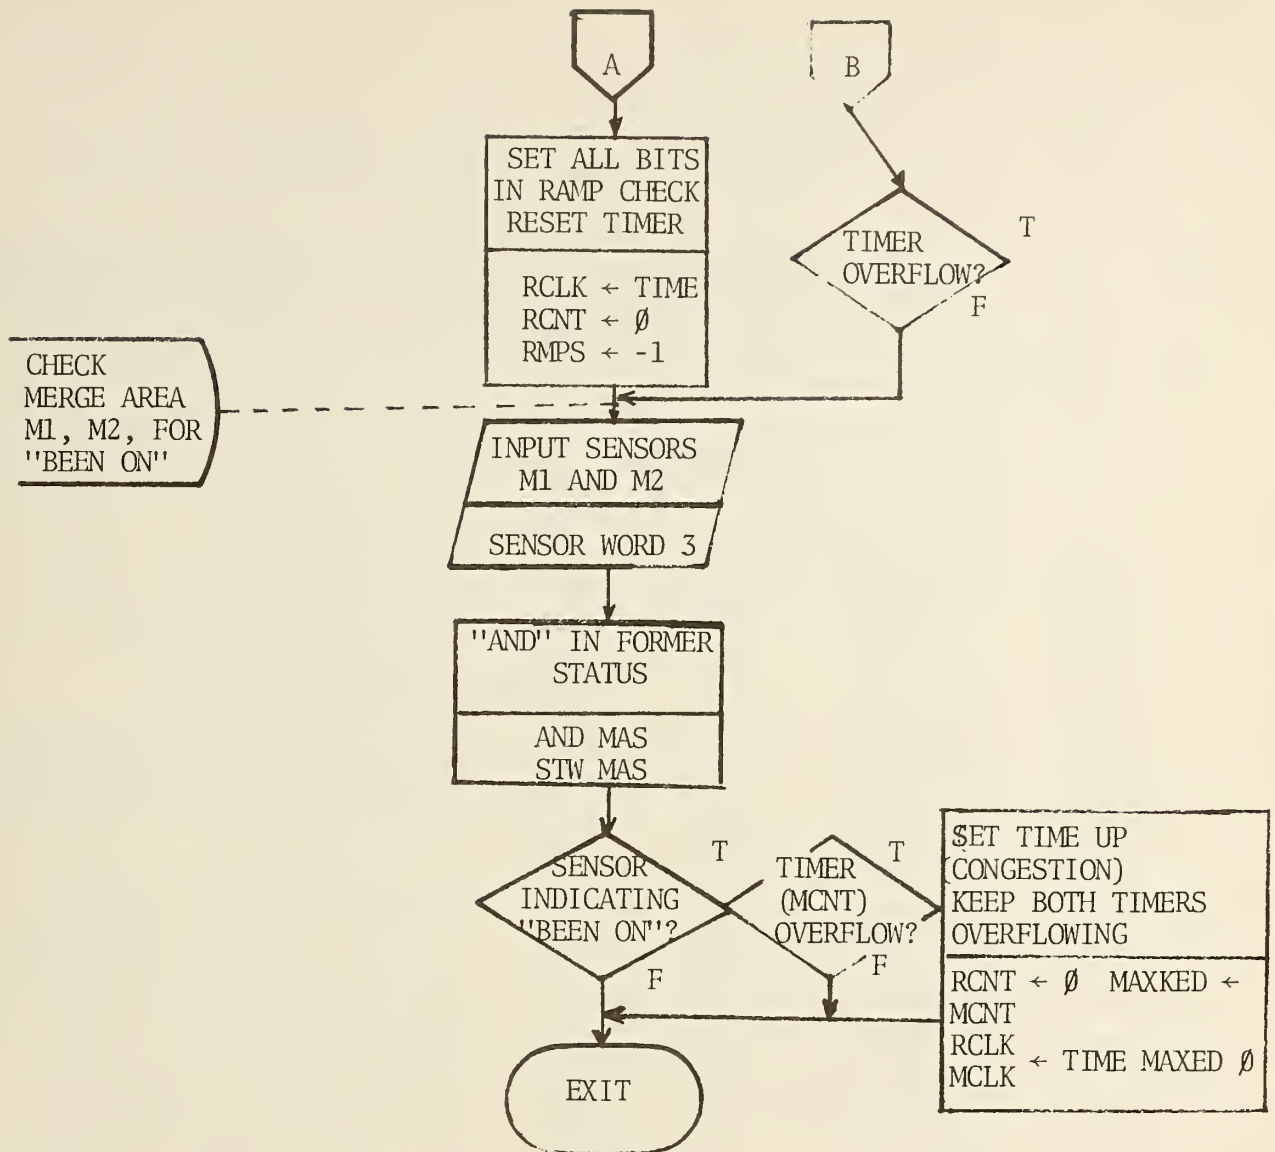 A
B
SET ALL BITS
IN RAMP CHECK
RESET TIMER
RCLK ← TIME
RCNT ← Ø
RMPS ← -1
TIMER
OVERFLOW?
T
F
CHECK
MERGE AREA
M1, M2, FOR
"BEEN ON"
INPUT SENSORS
M1 AND M2
SENSOR WORD 3
"AND" IN FORMER
STATUS
AND MAS
STW MAS
SENSOR
INDICATING
"BEEN ON"?
T
F
TIMER
(MCNT)
OVERFLOW?
T
F
SET TIME UP
(CONGESTION)
KEEP BOTH TIMERS
OVERFLOWING
RCNT ← Ø MAXKED ←
MCNT
RCLK
MCLK ← TIME MAXED Ø
EXIT